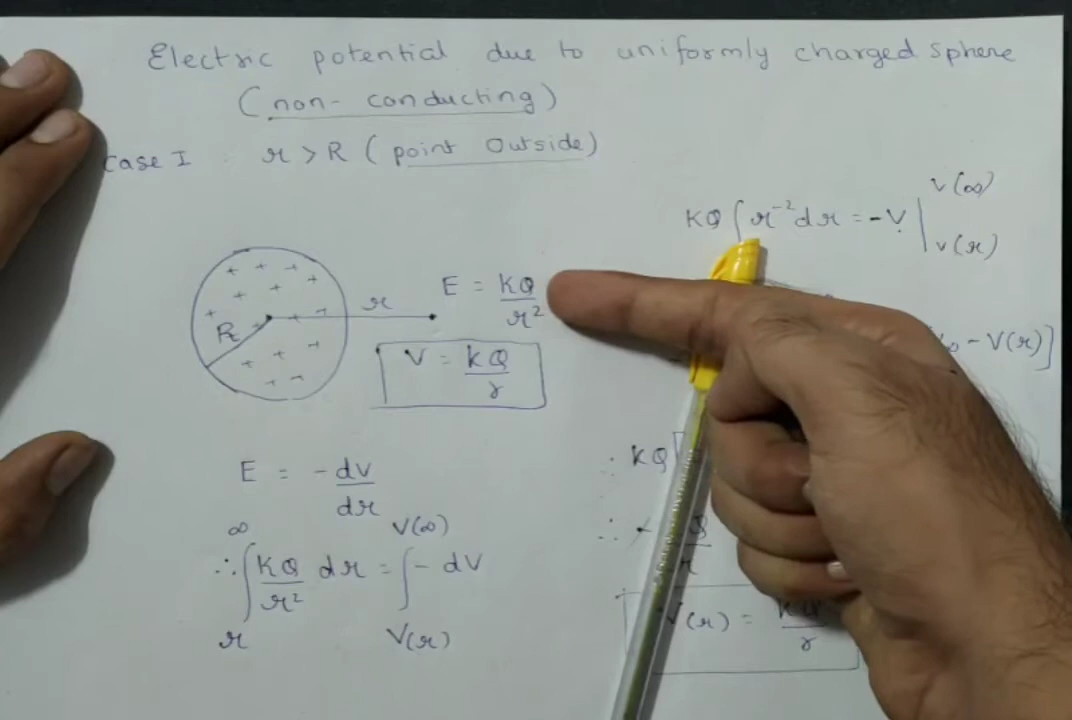 Electric potential due to uniformly charged sphere
(non-conducting)
Case I r > R (point outside)
KQ ∫ r⁻² dr = -V | V(∞) V(r)
R
r
E = KQ/r²
V = KQ/r
- V(r)]
E = -dV/dr
∴ KQ
∴ ∫ KQ/r² dr = ∫ - dV
∞ V(∞)
r V(r)
V(r) = KQ/r